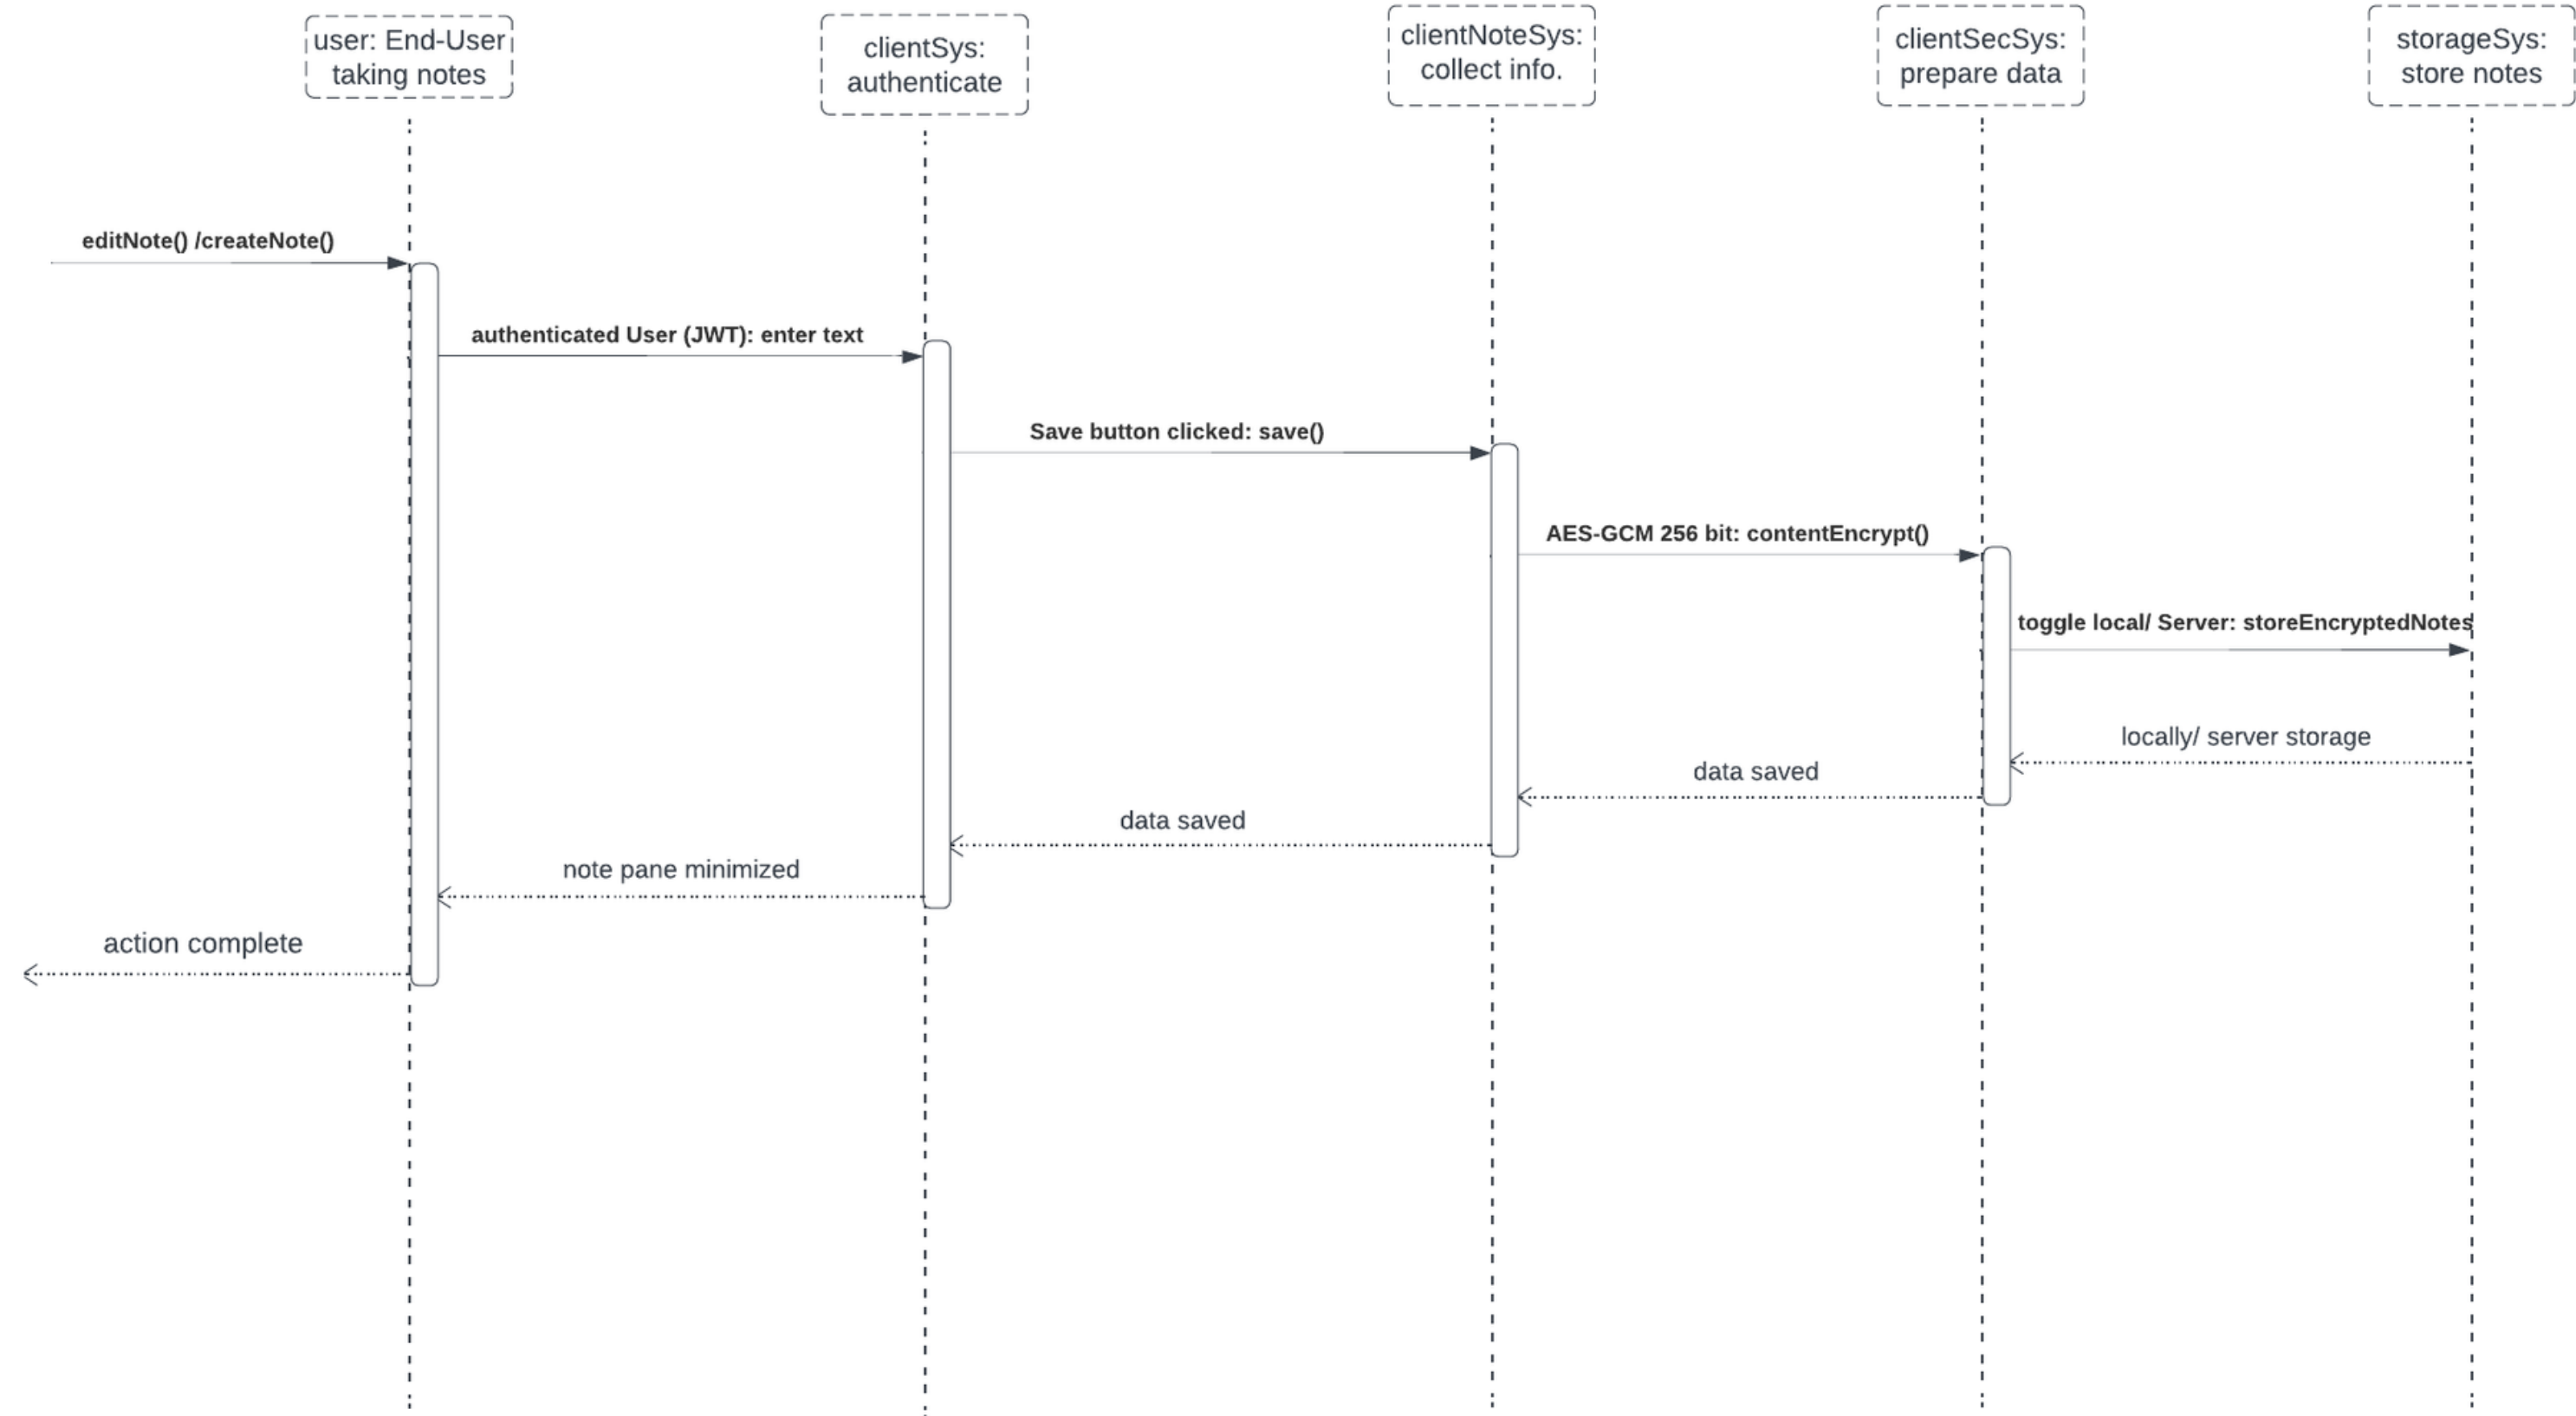 user: End-User
taking notes
clientSys:
authenticate
clientNoteSys:
collect info.
clientSecSys:
prepare data
storageSys:
store notes
editNote() /createNote()
authenticated User (JWT): enter text
Save button clicked: save()
AES-GCM 256 bit: contentEncrypt()
toggle local/ Server: storeEncryptedNotes
locally/ server storage
data saved
data saved
note pane minimized
action complete